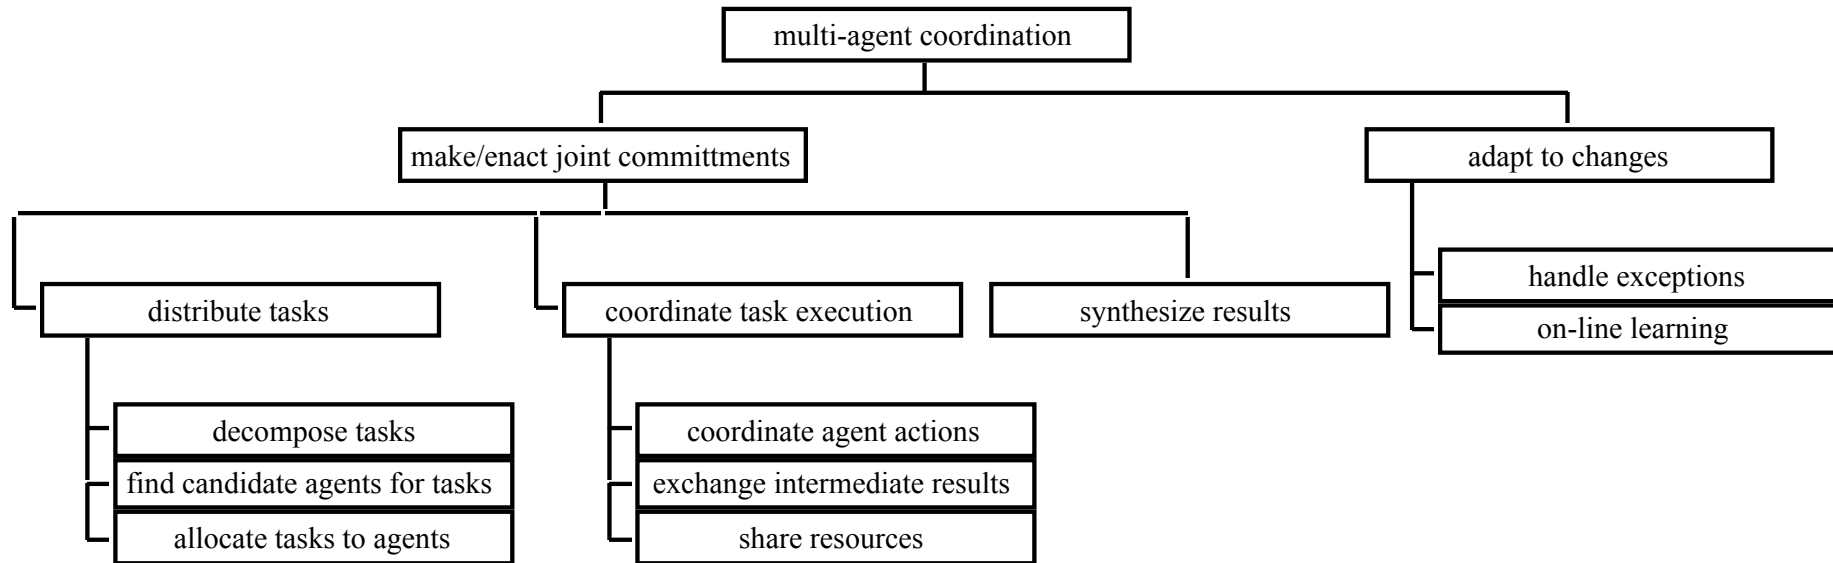 multi-agent coordination
make/enact joint committments
adapt to changes
distribute tasks
coordinate task execution
synthesize results
handle exceptions
on-line learning
decompose tasks
find candidate agents for tasks
allocate tasks to agents
coordinate agent actions
exchange intermediate results
share resources